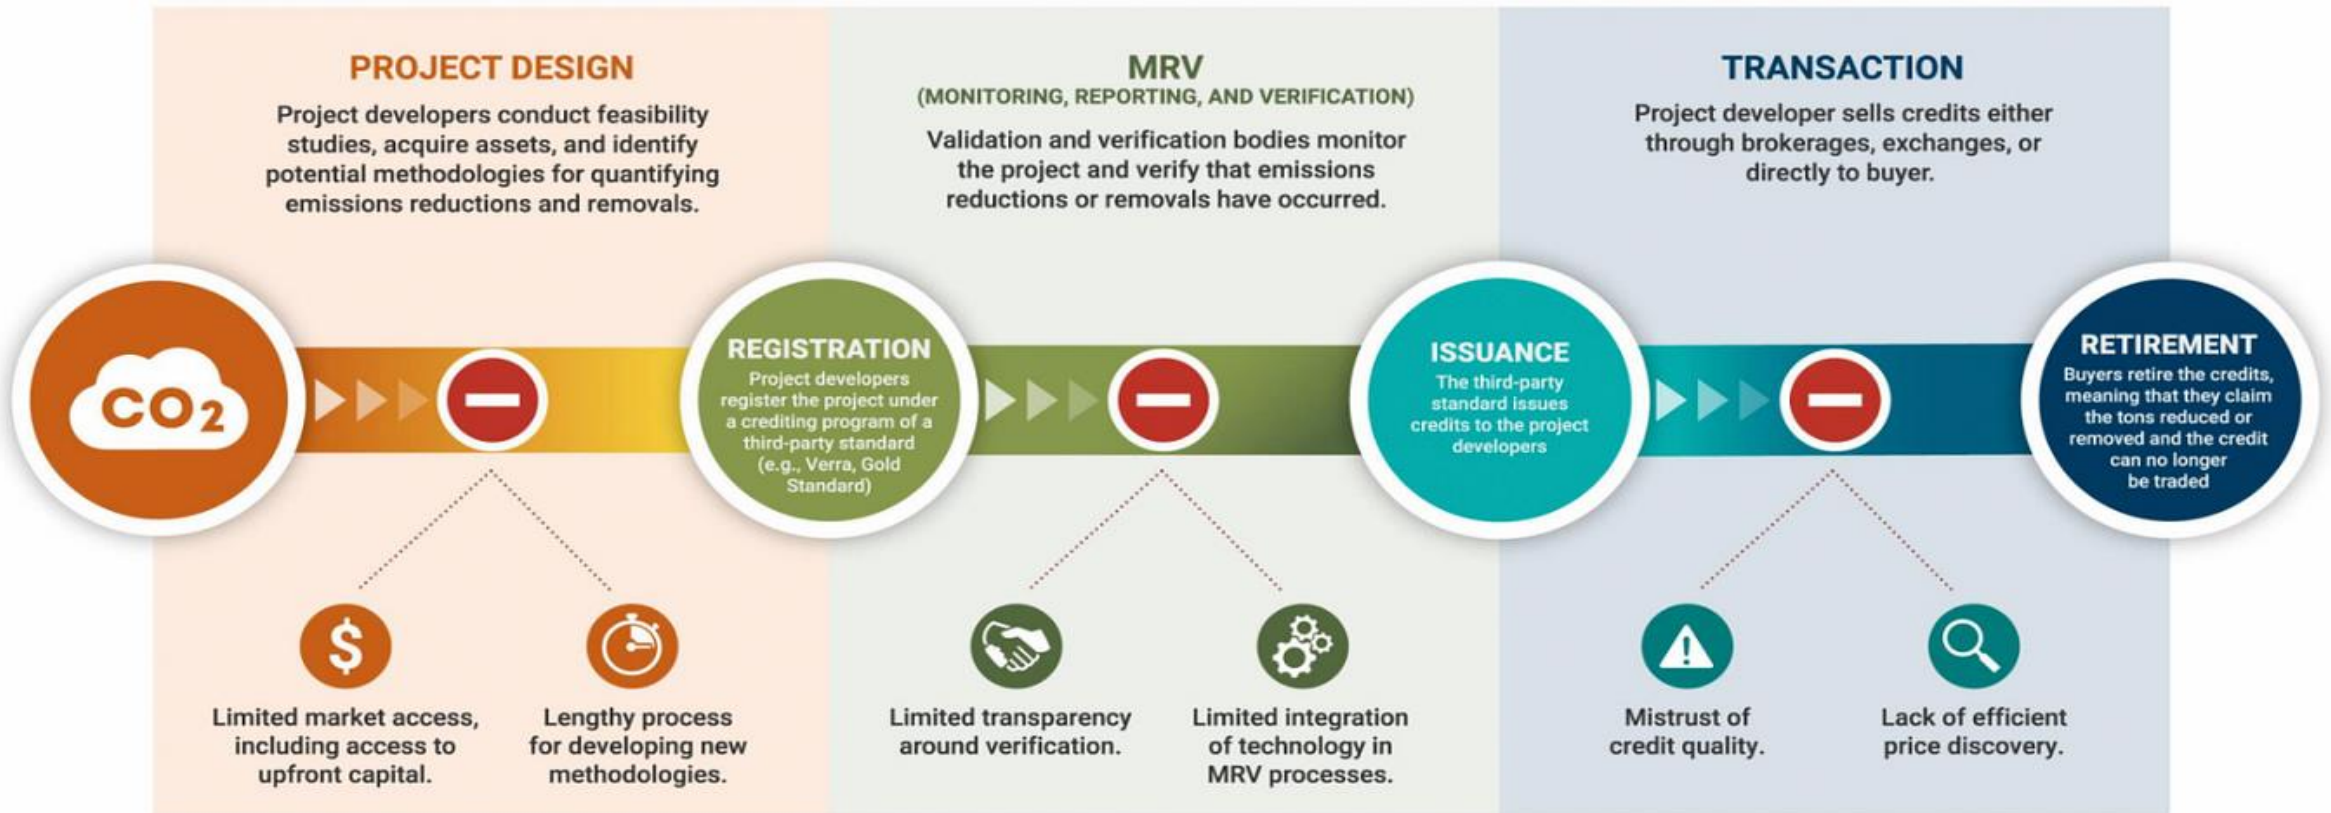 PROJECT DESIGN
Project developers conduct feasibility
studies, acquire assets, and identify
potential methodologies for quantifying
emissions reductions and removals.
MRV
(MONITORING, REPORTING, AND VERIFICATION)
Validation and verification bodies monitor
the project and verify that emissions
reductions or removals have occurred.
TRANSACTION
Project developer sells credits either
through brokerages, exchanges, or
directly to buyer.
CO2
REGISTRATION
Project developers
register the project under
a crediting program of a
third-party standard
(e.g., Verra, Gold
Standard)
ISSUANCE
The third-party
standard issues
credits to the project
developers
RETIREMENT
Buyers retire the credits,
meaning that they claim
the tons reduced or
removed and the credit
can no longer
be traded
$
Limited market access,
including access to
upfront capital.
Lengthy process
for developing new
methodologies.
Limited transparency
around verification.
Limited integration
of technology in
MRV processes.
!
Mistrust of
credit quality.
Lack of efficient
price discovery.